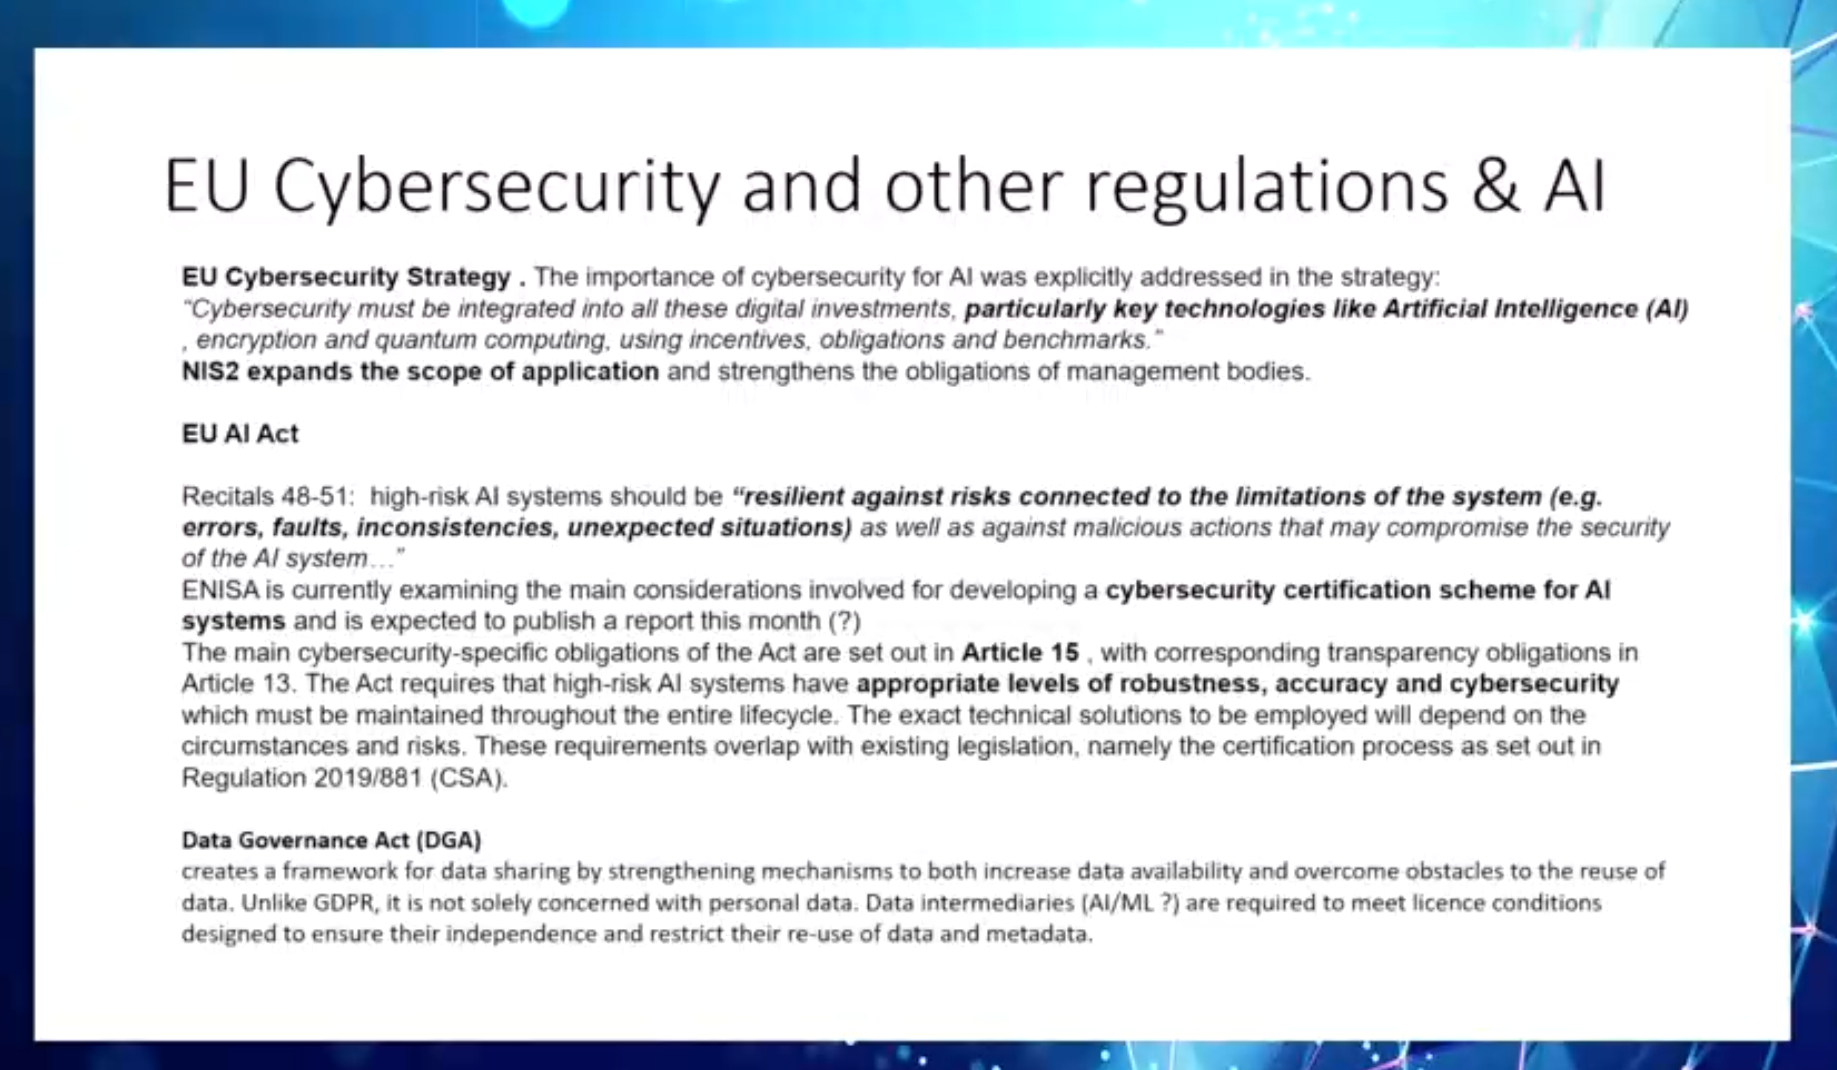 EU Cybersecurity and other regulations & AI
EU Cybersecurity Strategy . The importance of cybersecurity for AI was explicitly addressed in the strategy:
“Cybersecurity must be integrated into all these digital investments, particularly key technologies like Artificial Intelligence (AI)
, encryption and quantum computing, using incentives, obligations and benchmarks.”
NIS2 expands the scope of application and strengthens the obligations of management bodies.
EU AI Act
Recitals 48-51: high-risk AI systems should be “resilient against risks connected to the limitations of the system (e.g.
errors, faults, inconsistencies, unexpected situations) as well as against malicious actions that may compromise the security
of the AI system…”
ENISA is currently examining the main considerations involved for developing a cybersecurity certification scheme for AI
systems and is expected to publish a report this month (?)
The main cybersecurity-specific obligations of the Act are set out in Article 15 , with corresponding transparency obligations in
Article 13. The Act requires that high-risk AI systems have appropriate levels of robustness, accuracy and cybersecurity
which must be maintained throughout the entire lifecycle. The exact technical solutions to be employed will depend on the
circumstances and risks. These requirements overlap with existing legislation, namely the certification process as set out in
Regulation 2019/881 (CSA).
Data Governance Act (DGA)
creates a framework for data sharing by strengthening mechanisms to both increase data availability and overcome obstacles to the reuse of
data. Unlike GDPR, it is not solely concerned with personal data. Data intermediaries (AI/ML ?) are required to meet licence conditions
designed to ensure their independence and restrict their re-use of data and metadata.